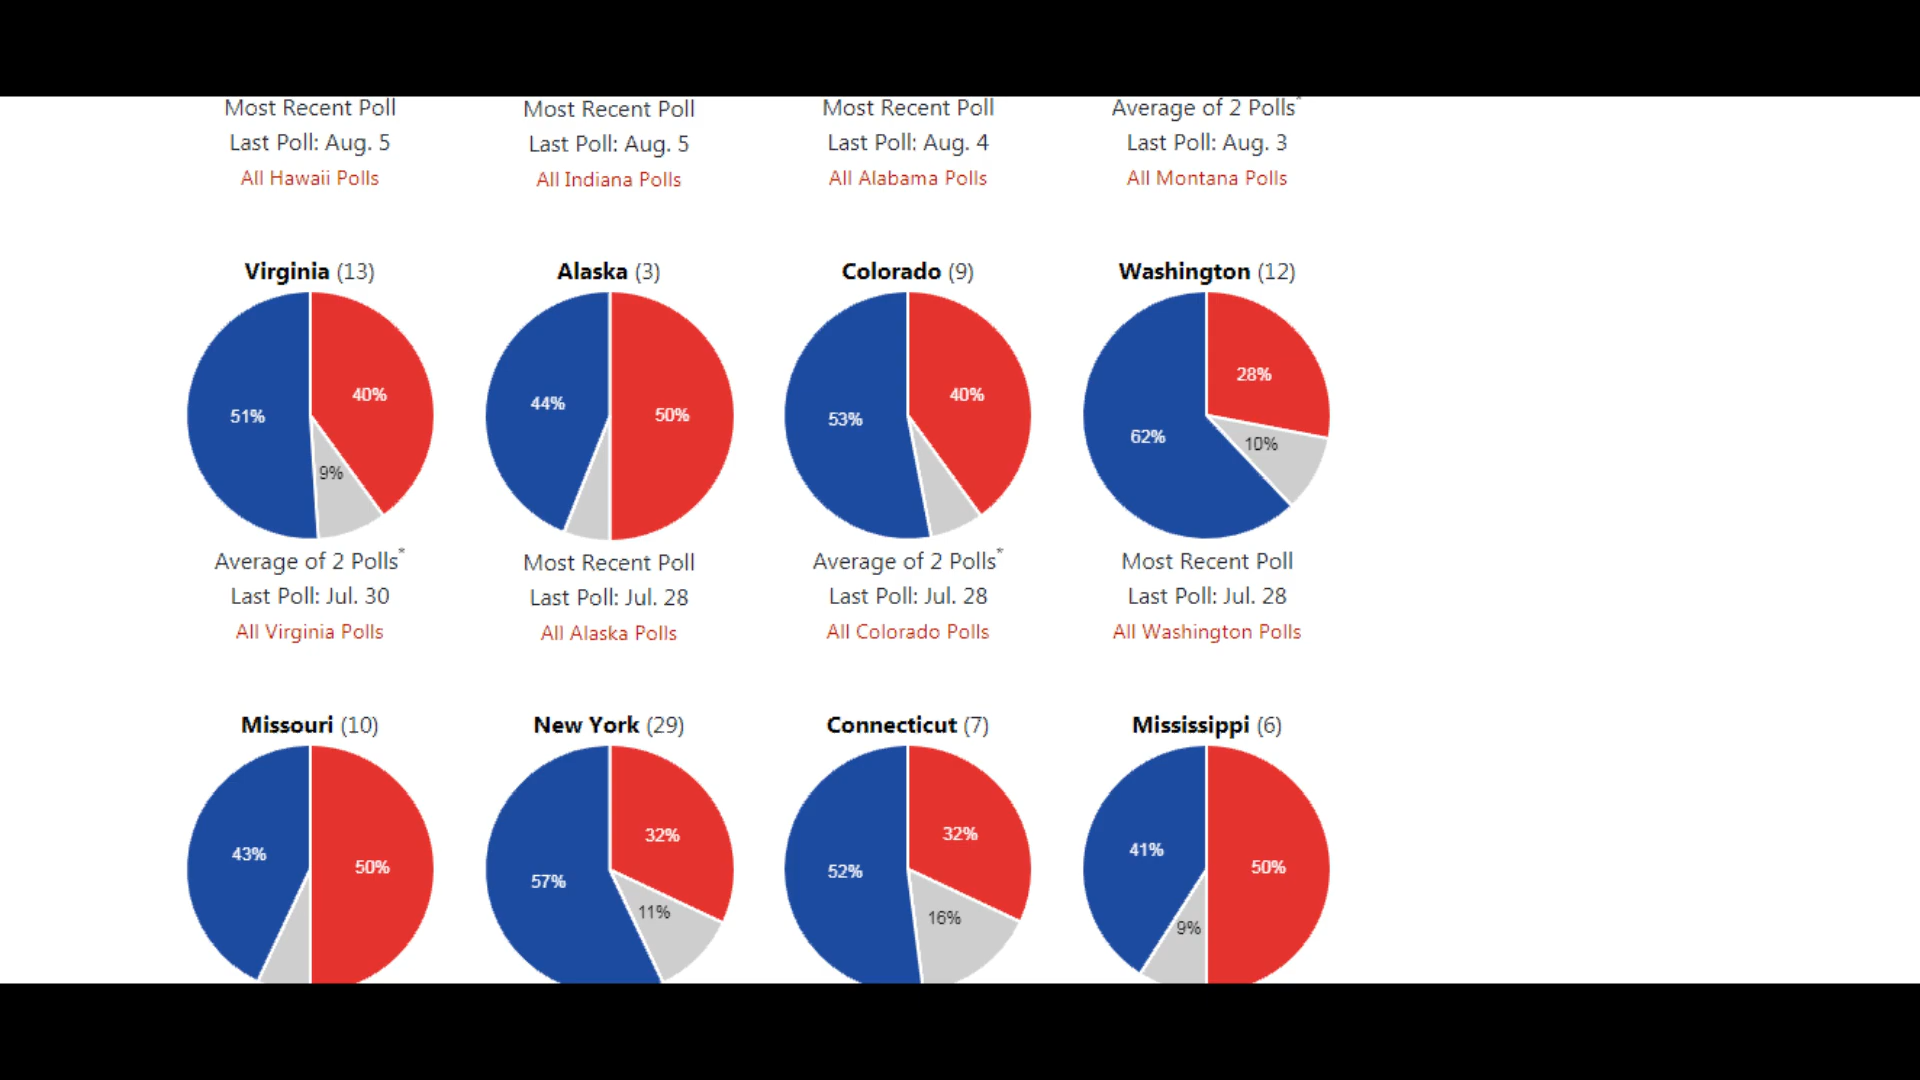 Most Recent Poll
Last Poll: Aug. 5
All Hawaii Polls
Most Recent Poll
Last Poll: Aug. 5
All Indiana Polls
Most Recent Poll
Last Poll: Aug. 4
All Alabama Polls
Average of 2 Polls*
Last Poll: Aug. 3
All Montana Polls
Virginia (13)
51%
40%
9%
Average of 2 Polls*
Last Poll: Jul. 30
All Virginia Polls
Alaska (3)
44%
50%
Most Recent Poll
Last Poll: Jul. 28
All Alaska Polls
Colorado (9)
53%
40%
Average of 2 Polls*
Last Poll: Jul. 28
All Colorado Polls
Washington (12)
28%
62%
10%
Most Recent Poll
Last Poll: Jul. 28
All Washington Polls
Missouri (10)
43%
50%
New York (29)
32%
57%
11%
Connecticut (7)
32%
52%
16%
Mississippi (6)
41%
50%
9%